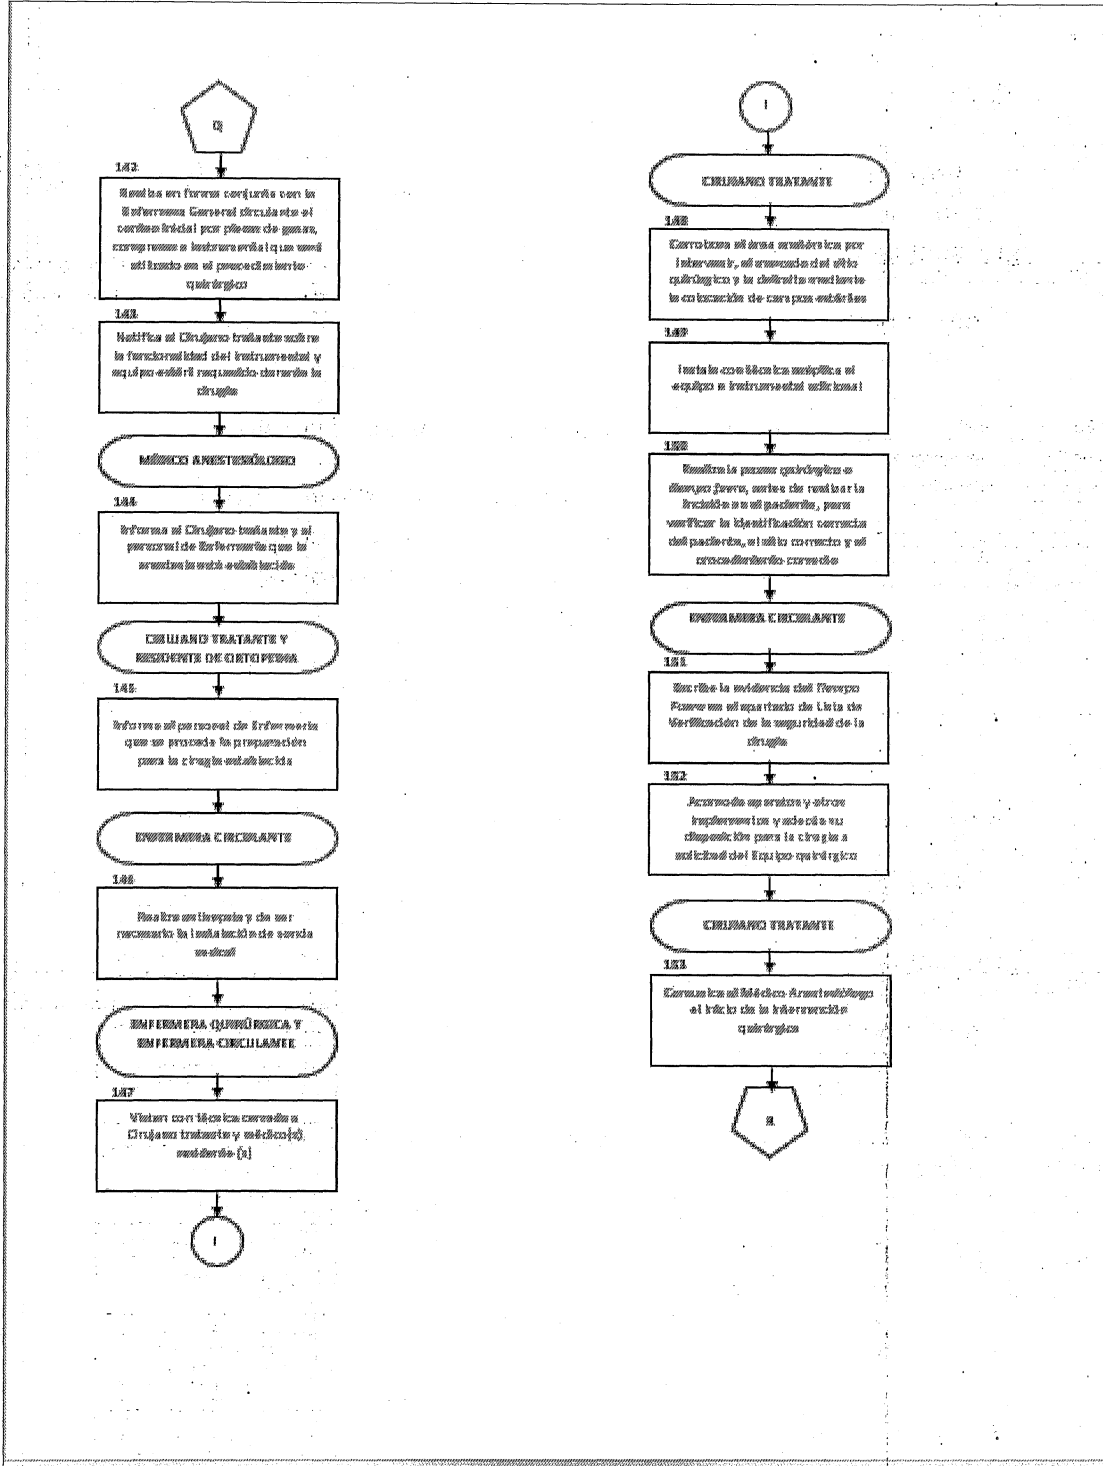 Q
142
Realiza en forma conjunta con la
Enfermera General circulante el
conteo inicial por piezas de gasas,
compresas e instrumental que será
utilizado en el procedimiento
quirúrgico
143
Notifica al Cirujano tratante sobre
la funcionalidad del instrumental y
equipo estéril requerido durante la
cirugía
MÉDICO ANESTESIÓLOGO
144
Informa al Cirujano tratante y al
personal de Enfermería que la
anestesia está establecida
CIRUJANO TRATANTE Y
RESIDENTE DE ORTOPEDIA
145
Informa al personal de Enfermería
que se proceda la preparación
para la cirugía establecida
ENFERMERA CIRCULANTE
146
Realiza antisepsia y de ser
necesario la instalación de sonda
vesical
ENFERMERA QUIRÚRGICA Y
ENFERMERA CIRCULANTE
147
Visten con técnica cerrada a
Cirujano tratante y médico(s)
residente (s)
I
I
CIRUJANO TRATANTE
148
Corrobora el área anatómica por
intervenir, el marcado del sitio
quirúrgico y la delimita mediante
la colocación de campos estériles
149
Instala con técnica aséptica el
equipo e instrumental adicional
150
Realiza la pausa quirúrgica o
tiempo fuera, antes de realizar la
incisión en el paciente, para
verificar la identificación correcta
del paciente, el sitio correcto y el
procedimiento correcto
ENFERMERA CIRCULANTE
151
Escribe la evidencia del Tiempo
Fuera en el apartado de Lista de
Verificación de la seguridad de la
cirugía
152
Acomoda aparatos y otros
implementos y adecúa su
disposición para la cirugía a
solicitud del Equipo quirúrgico
CIRUJANO TRATANTE
153
Comunica al Médico Anestesiólogo
el inicio de la intervención
quirúrgica